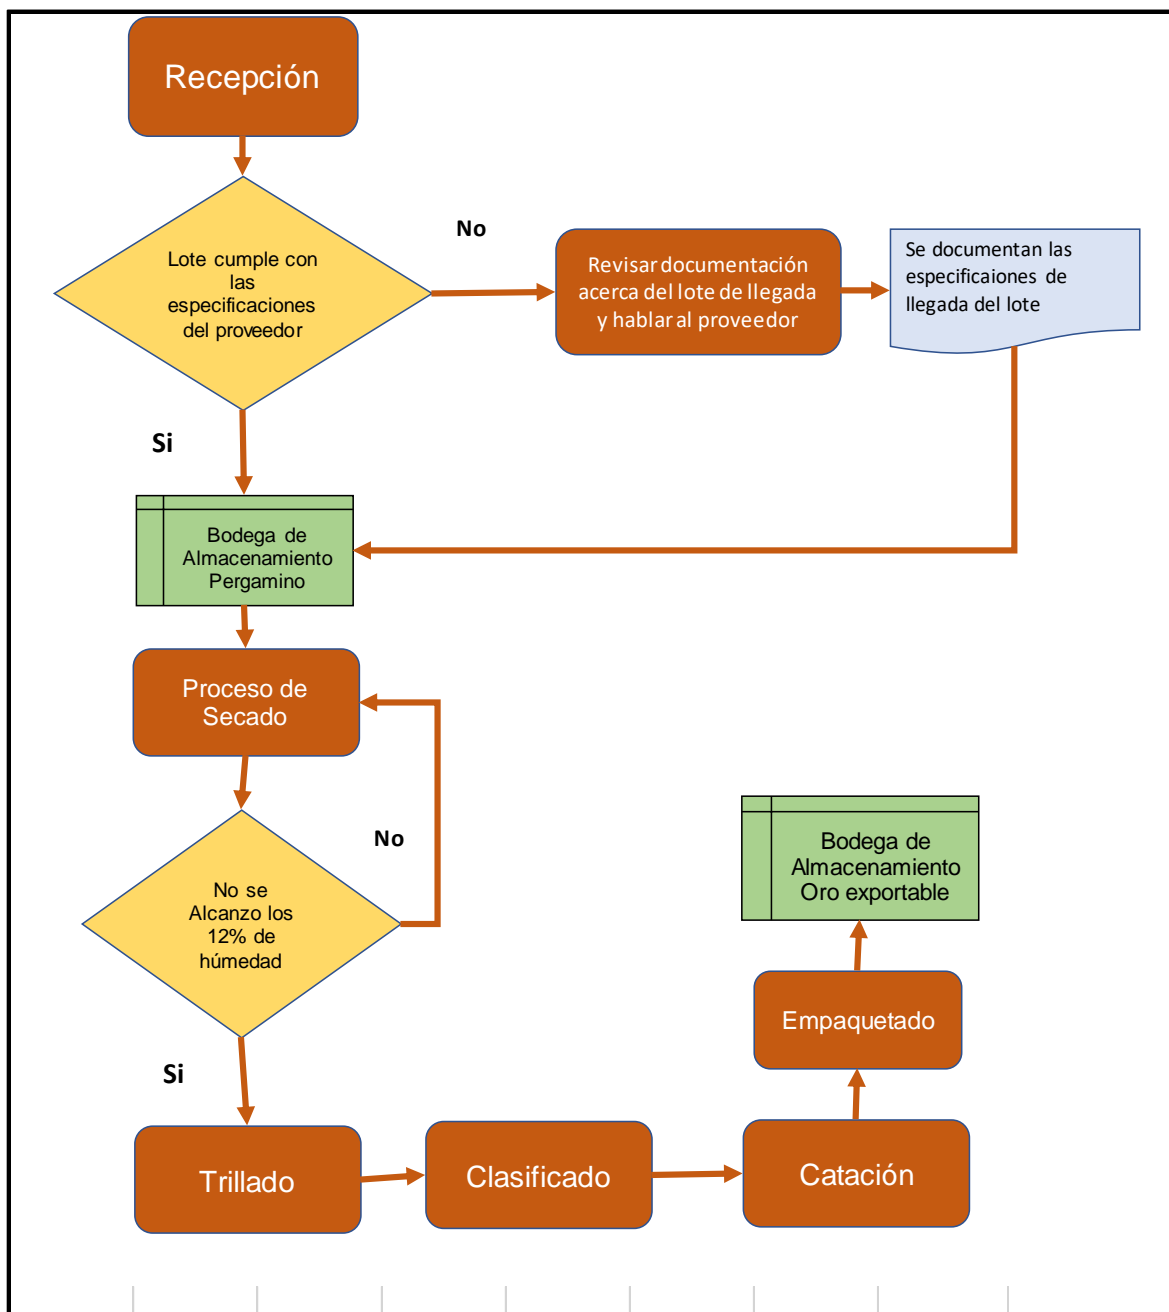 Recepción
Lote cumple con
las
especificaciones
del proveedor
No
Revisar documentación
acerca del lote de llegada
y hablar al proveedor
Se documentan las
especificaiones de
llegada del lote
Si
Bodega de
Almacenamiento
Pergamino
Proceso de
Secado
No
No se
Alcanzo los
12% de
húmedad
Si
Trillado
Clasificado
Catación
Empaquetado
Bodega de
Almacenamiento
Oro exportable